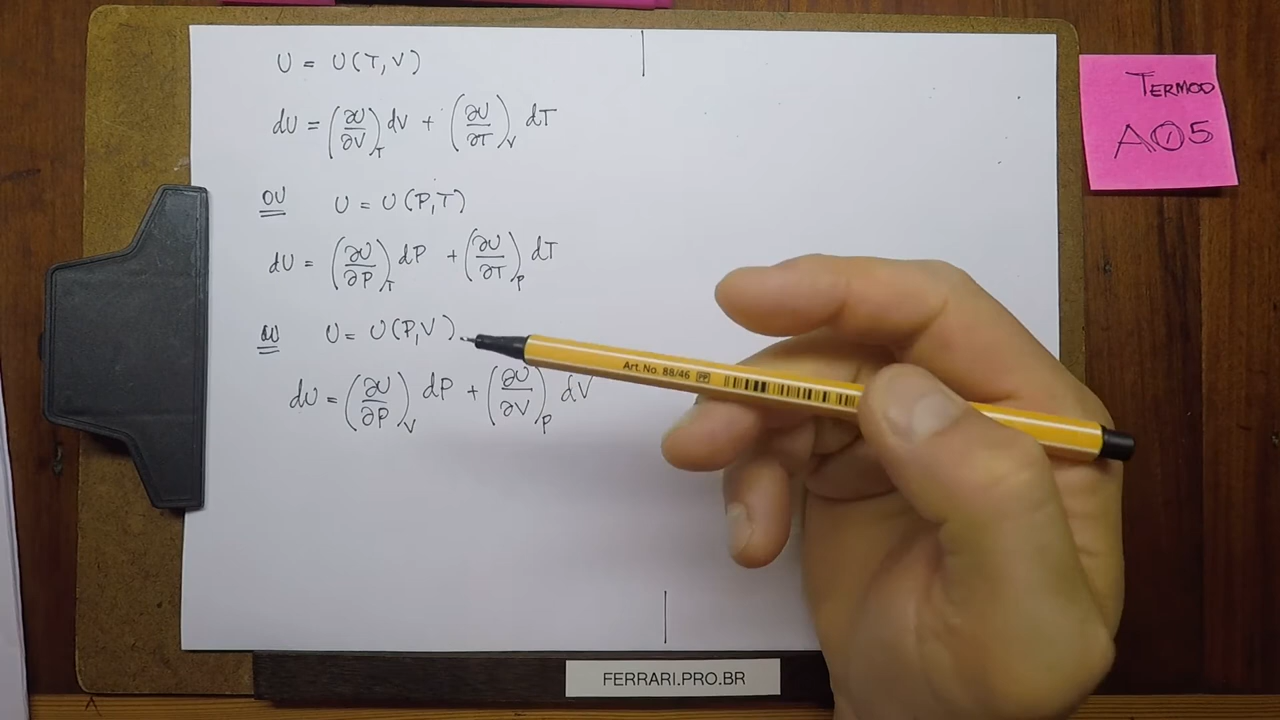 U = U(T,V)
dU = (∂U/∂V)_T dV + (∂U/∂T)_V dT
OU U = U(P,T)
dU = (∂U/∂P)_T dP + (∂U/∂T)_P dT
OU U = U(P,V)
dU = (∂U/∂P)_V dP + (∂U/∂V)_P dV
TERMOD
A05
Art. No. 88/46 PP
FERRARI.PRO.BR